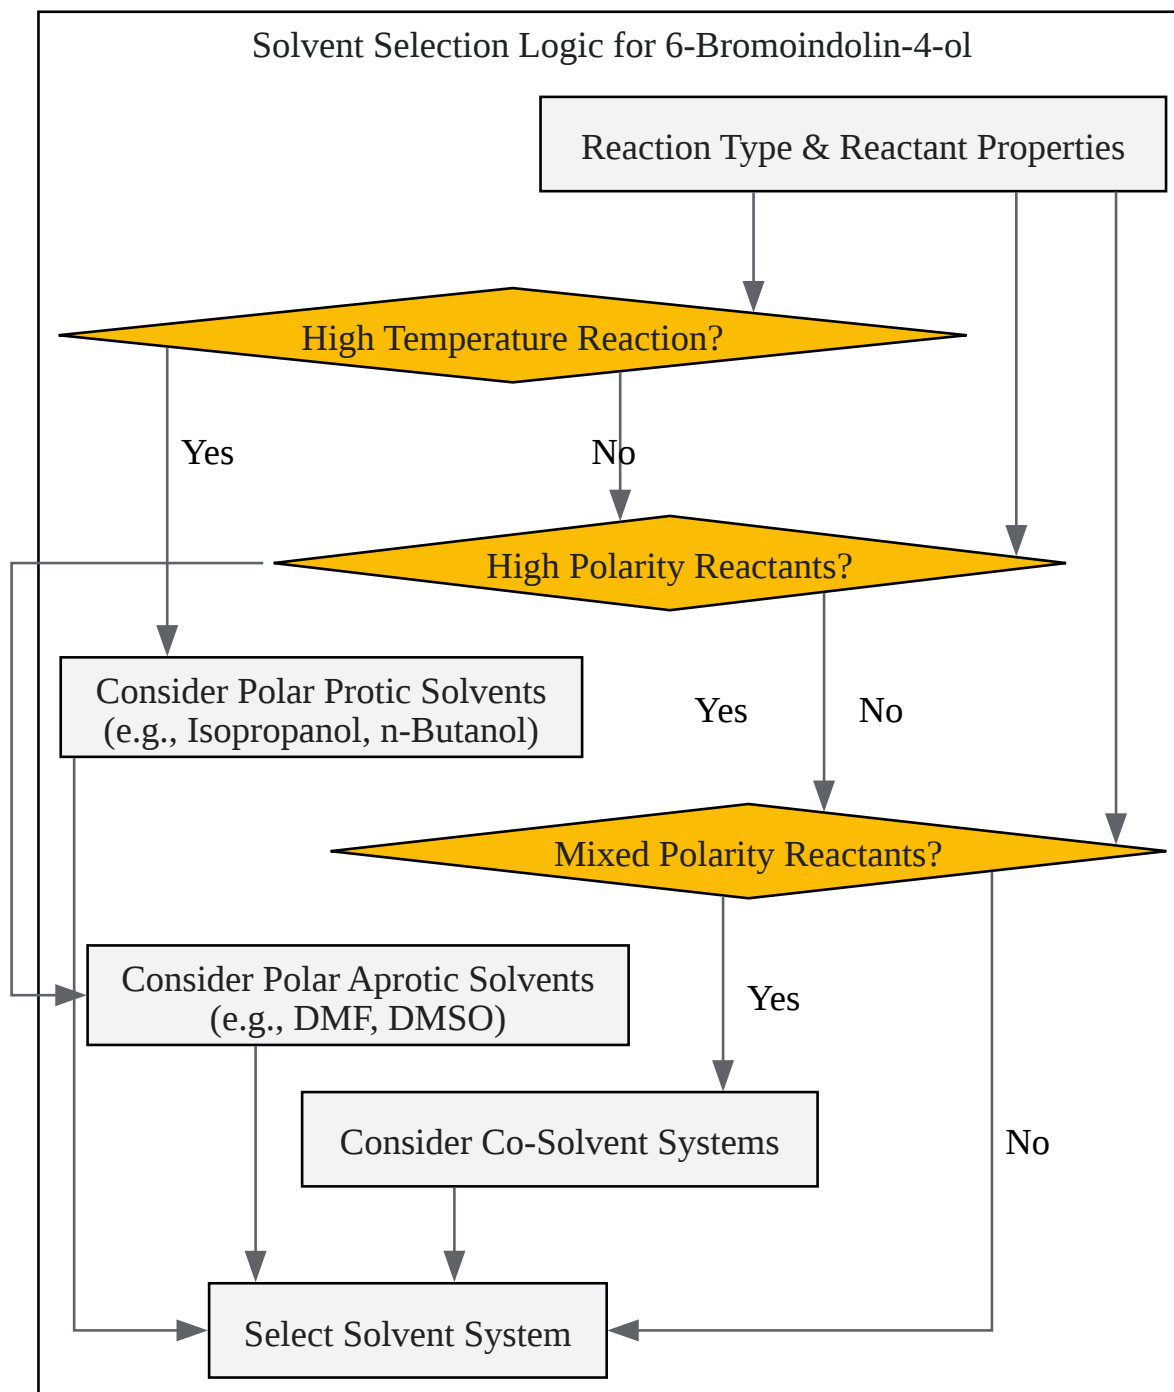 Solvent Selection Logic for 6-Bromoindolin-4-ol
Reaction Type & Reactant Properties
High Temperature Reaction?
Yes
No
High Polarity Reactants?
Consider Polar Protic Solvents
(e.g., Isopropanol, n-Butanol)
Yes
No
Mixed Polarity Reactants?
Consider Polar Aprotic Solvents
(e.g., DMF, DMSO)
Yes
Consider Co-Solvent Systems
No
Select Solvent System